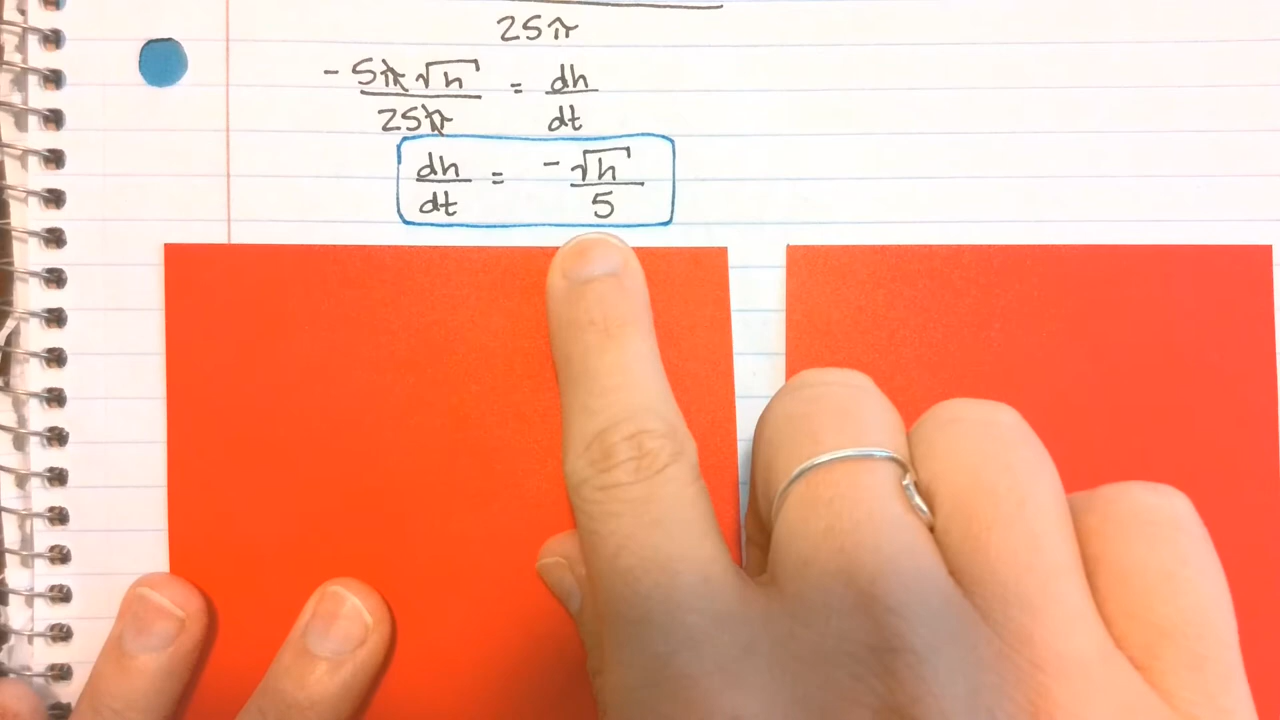 25π
-5π√h / 25π = dh/dt
dh/dt = -√h / 5